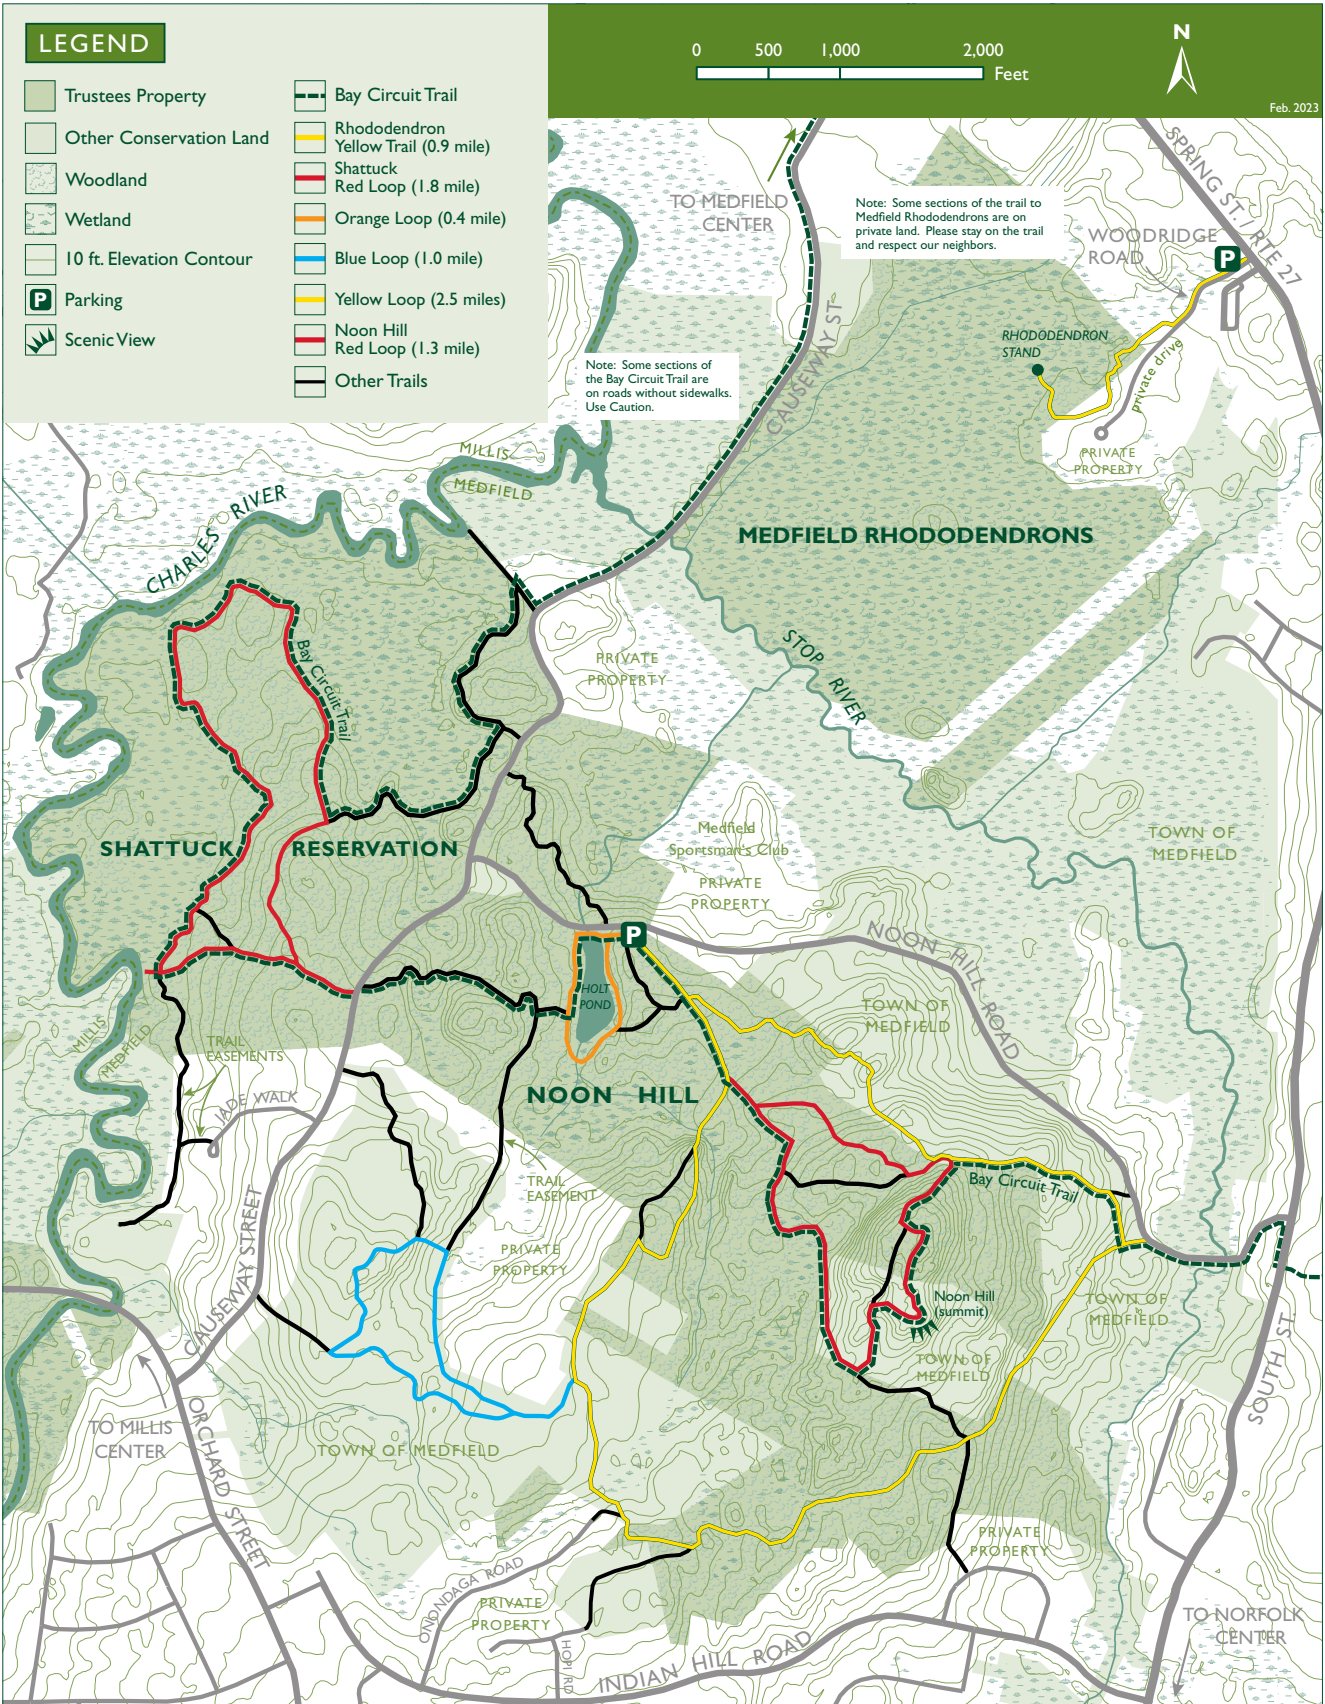 LEGEND
Trustees Property
Other Conservation Land
Woodland
Wetland
10 ft. Elevation Contour
P
Parking
Scenic View
Bay Circuit Trail
Rhododendron
Yellow Trail (0.9 mile)
Shattuck
Red Loop (1.8 mile)
Orange Loop (0.4 mile)
Blue Loop (1.0 mile)
Yellow Loop (2.5 miles)
Noon Hill
Red Loop (1.3 mile)
Other Trails
0 500 1,000 2,000
Feet
N
Feb. 2023
TO MEDFIELD
CENTER
Note: Some sections of the trail to
Medfield Rhododendrons are on
private land. Please stay on the trail
and respect our neighbors.
SPRING ST. / RTE 27
WOODRIDGE
ROAD
P
RHODODENDRON
STAND
private drive
PRIVATE
PROPERTY
CAUSEWAY ST
Note: Some sections of
the Bay Circuit Trail are
on roads without sidewalks.
Use Caution.
MILLIS
MEDFIELD
CHARLES RIVER
MEDFIELD RHODODENDRONS
STOP RIVER
PRIVATE
PROPERTY
Bay Circuit Trail
SHATTUCK RESERVATION
Medfield
Sportsman's Club
PRIVATE
PROPERTY
TOWN OF
MEDFIELD
P
NOON HILL ROAD
HOLT
POND
TOWN OF
MEDFIELD
MILLIS
MEDFIELD
TRAIL
EASEMENTS
JADE WALK
NOON HILL
TRAIL
EASEMENT
Bay Circuit Trail
PRIVATE
PROPERTY
CAUSEWAY STREET
Noon Hill
(summit)
TOWN OF
MEDFIELD
TOWN OF
MEDFIELD
SOUTH ST.
TO MILLIS
CENTER
ORCHARD STREET
TOWN OF MEDFIELD
PRIVATE
PROPERTY
ONONDAGA ROAD
PRIVATE
PROPERTY
HOPI RD
INDIAN HILL ROAD
TO NORFOLK
CENTER